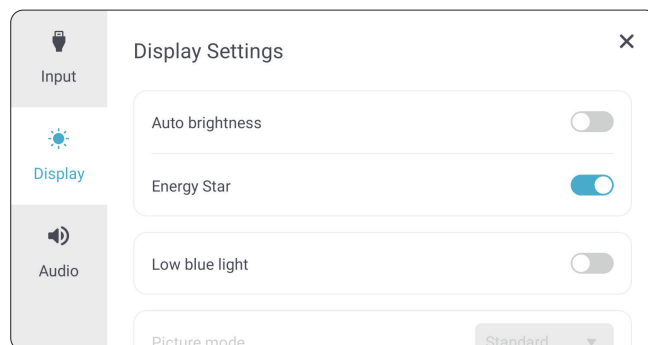 Input
Display Settings
Auto brightness
Display
Energy Star
Audio
Low blue light
Picture mode
Standard